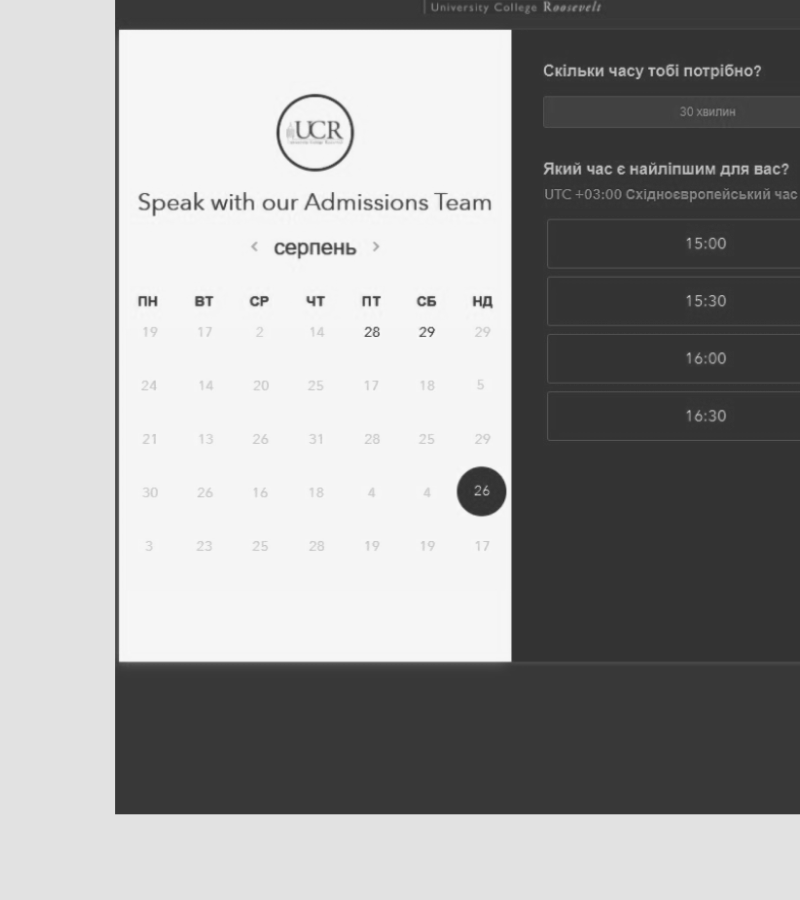 University College Roosevelt
UCR
Speak with our Admissions Team
< серпень >
ПН ВТ СР ЧТ ПТ СБ НД
19 17 2 14 28 29 29
24 14 20 25 17 18 5
21 13 26 31 28 25 29
30 26 16 18 4 4 26
3 23 25 28 19 19 17
Скільки часу тобі потрібно?
30 хвилин
Який час є найліпшим для вас?
UTC +03:00 Східноєвропейський час
15:00
15:30
16:00
16:30